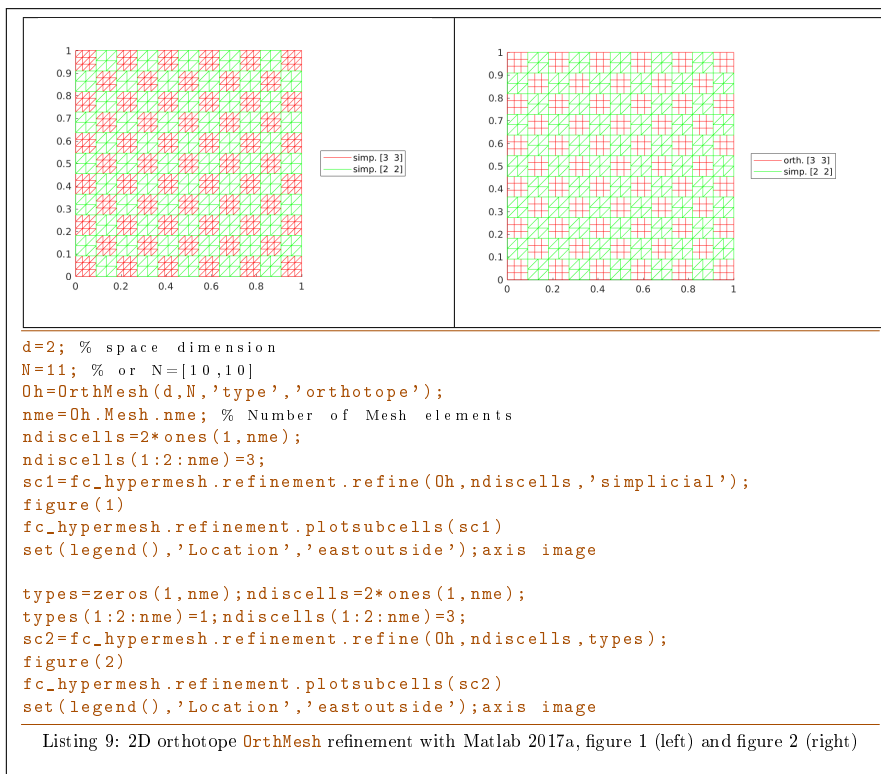 1
0.9
0.8
0.7
0.6
0.5
0.4
0.3
0.2
0.1
0
0 0.2 0.4 0.6 0.8 1
simp. [3 3]
simp. [2 2]
1
0.9
0.8
0.7
0.6
0.5
0.4
0.3
0.2
0.1
0
0 0.2 0.4 0.6 0.8 1
orth. [3 3]
simp. [2 2]
d=2; % space dimension
N=11; % or N=[10,10]
Oh=OrthMesh(d,N,'type','orthotope');
nme=Oh.Mesh.nme; % Number of Mesh elements
ndiscells=2*ones(1,nme);
ndiscells(1:2:nme)=3;
sc1=fc_hypermesh.refinement.refine(Oh,ndiscells,'simplicial');
figure(1)
fc_hypermesh.refinement.plotsubcells(sc1)
set(legend(),'Location','eastoutside');axis image
types=zeros(1,nme);ndiscells=2*ones(1,nme);
types(1:2:nme)=1;ndiscells(1:2:nme)=3;
sc2=fc_hypermesh.refinement.refine(Oh,ndiscells,types);
figure(2)
fc_hypermesh.refinement.plotsubcells(sc2)
set(legend(),'Location','eastoutside');axis image
Listing 9: 2D orthotope OrthMesh refinement with Matlab 2017a, figure 1 (left) and figure 2 (right)